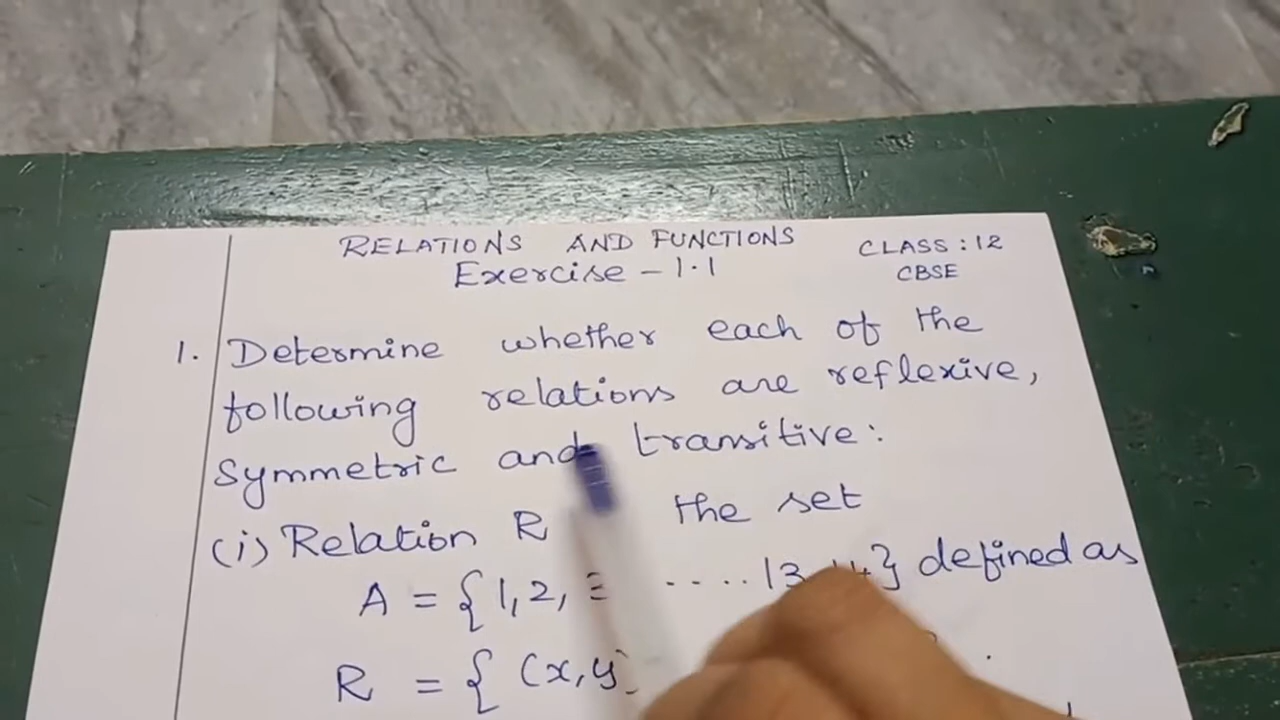 RELATIONS AND FUNCTIONS CLASS : 12
Exercise - 1.1 CBSE
1. Determine whether each of the
following relations are reflexive,
symmetric and transitive:
(i) Relation R the set
A = {1, 2, ..... 13, 14} defined as
R = { (x, y)